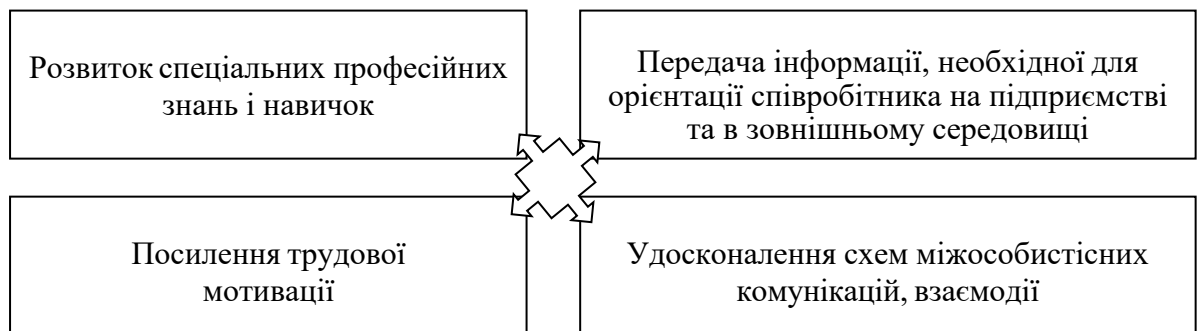 Розвиток спеціальних професійних
знань і навичок
Передача інформації, необхідної для
орієнтації співробітника на підприємстві
та в зовнішньому середовищі
Посилення трудової
мотивації
Удосконалення схем міжособистісних
комунікацій, взаємодії